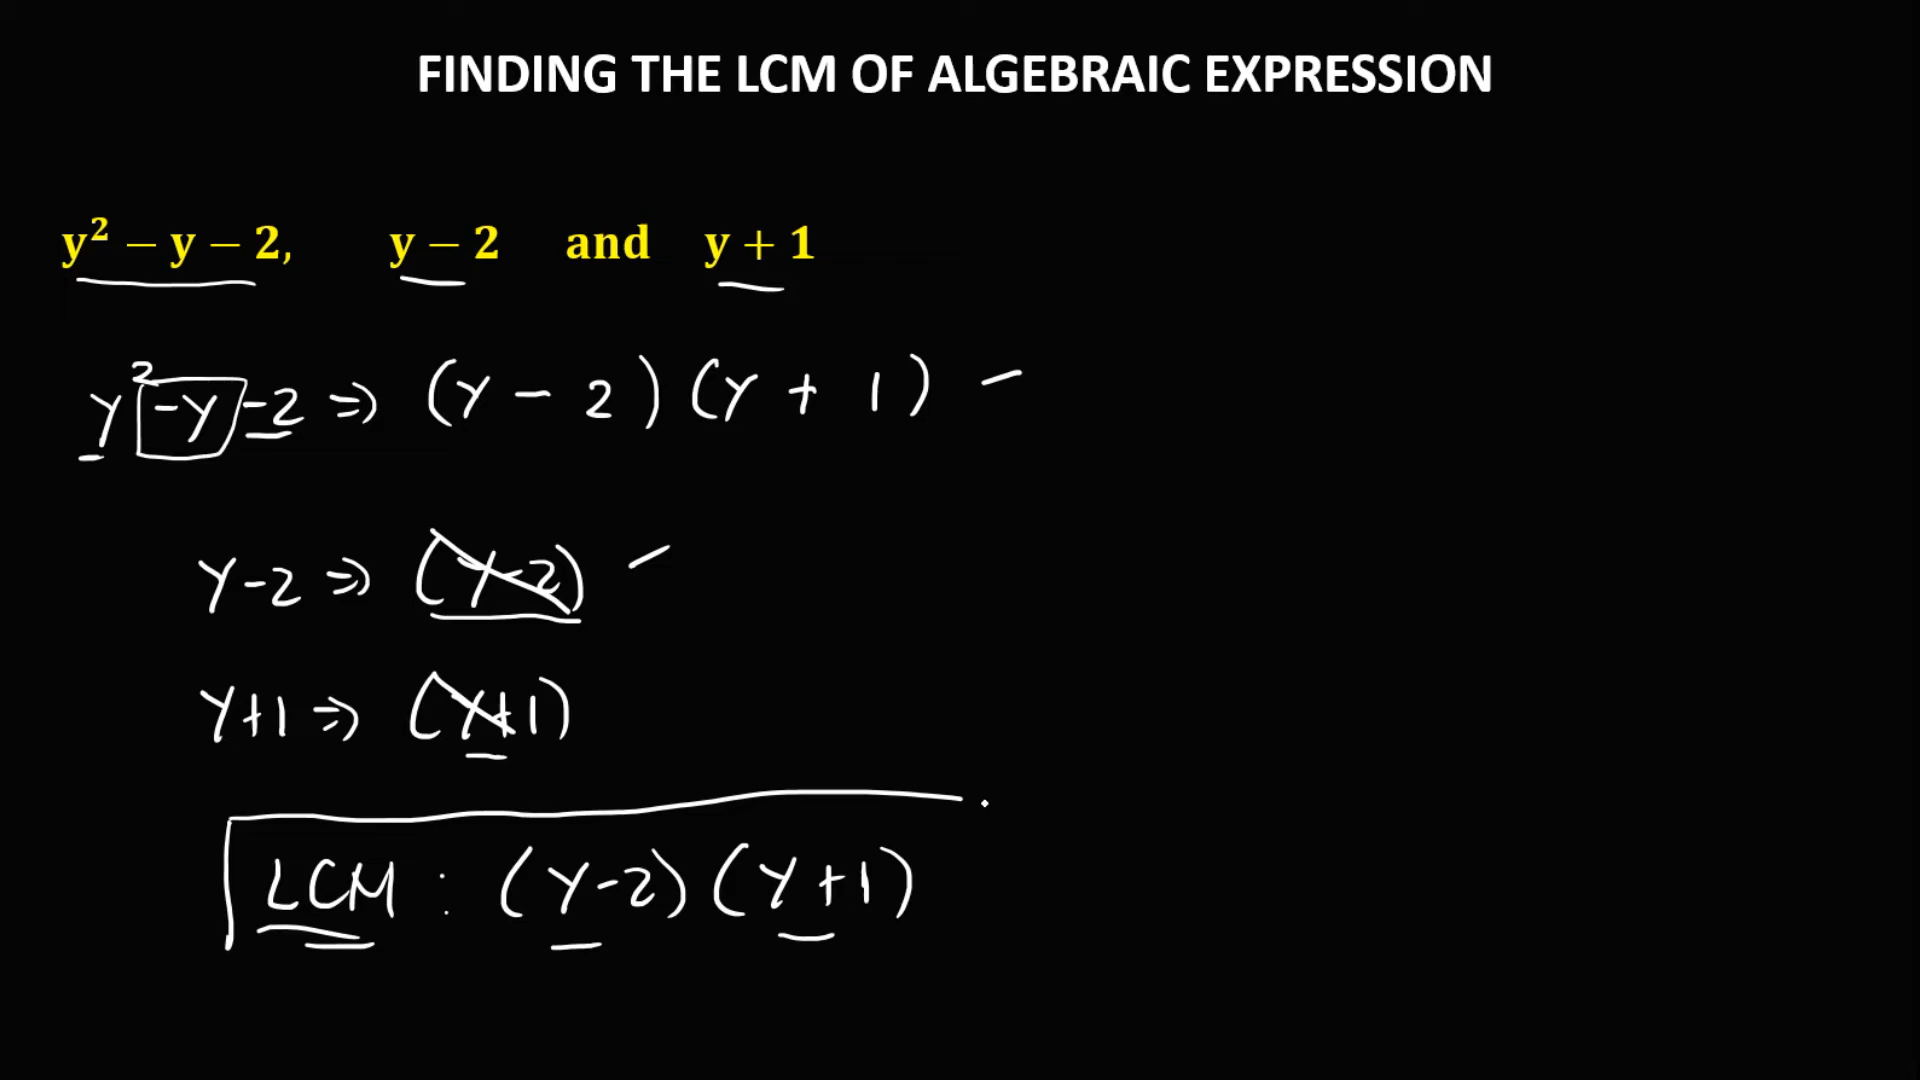 FINDING THE LCM OF ALGEBRAIC EXPRESSION
y² − y − 2, y − 2 and y + 1
y² -y -2 ⇒ (y - 2) (y + 1)
y-2 ⇒ (y-2)
y+1 ⇒ (y+1)
LCM : (y-2) (y+1)